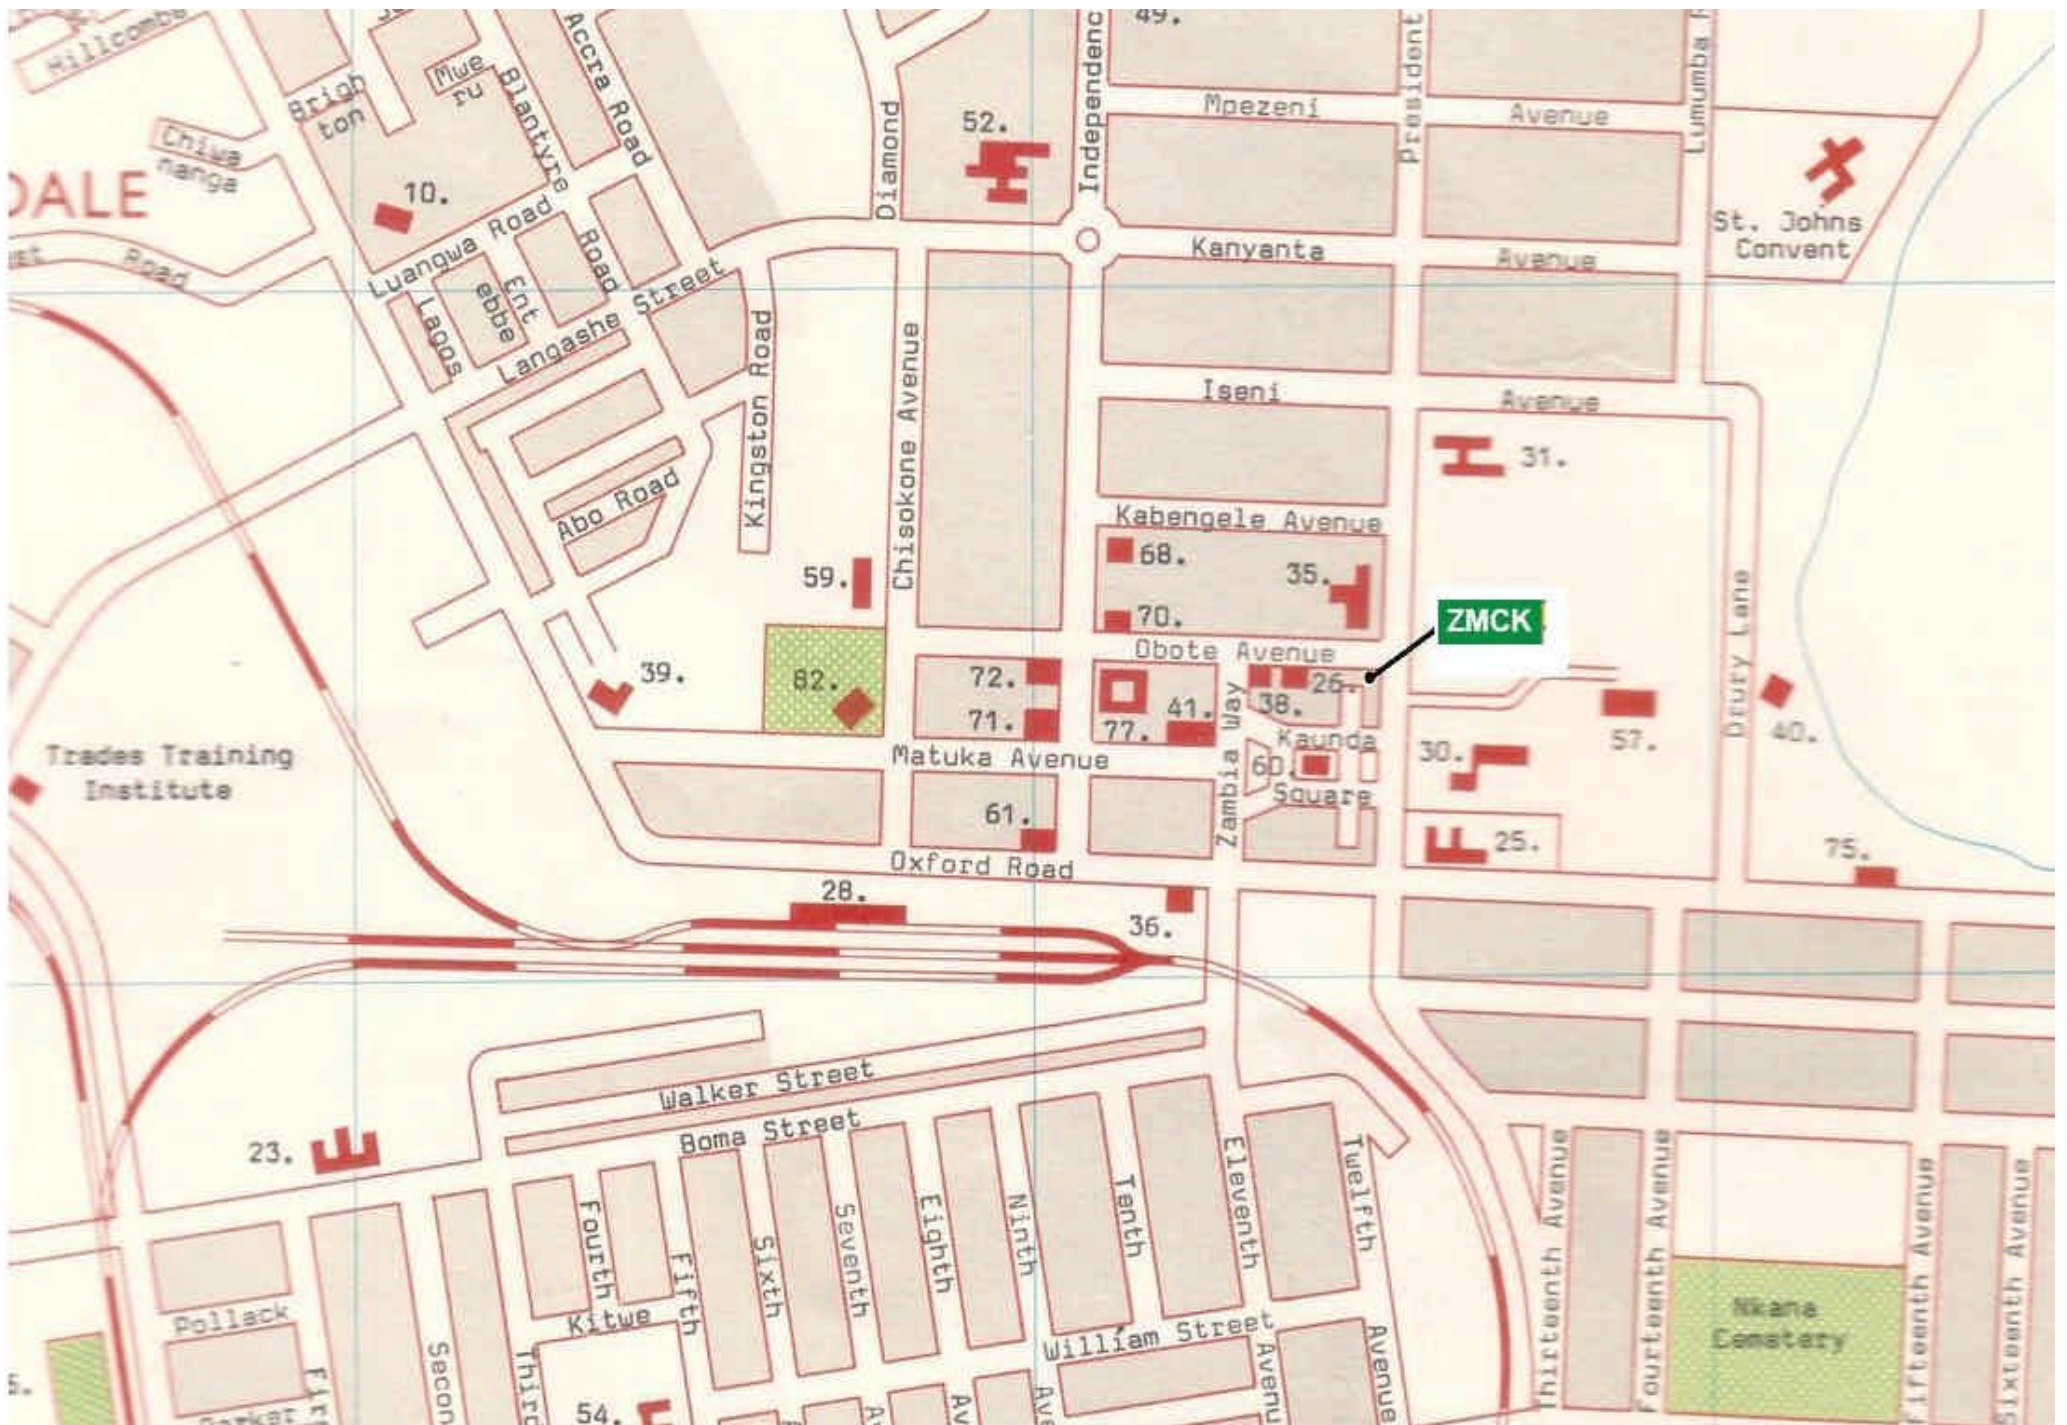 Hillcombe
Brigh
ton
Mwe
ru
Blantyre
Road
Accra Road
49.
Independenc
President
Lumumba
Mpezeni
Avenue
Chiwa
nanga
DALE
10.
Diamond
52.
St. Johns
Convent
Luangwa Road
Road
Kanyanta
Avenue
Lagos
Ent
ebbe
Langashe Street
Kingston Road
Chisokone Avenue
Iseni
Avenue
31.
Abo Road
Kabengele Avenue
59.
68.
35.
70.
ZMCK
Drury Lane
Obote Avenue
39.
82.
72.
71.
77.
41.
Zambia Way
38.
26.
57.
40.
Trades Training
Institute
Matuka Avenue
Kaunda
Square
60.
30.
61.
25.
75.
Oxford Road
28.
36.
Walker Street
Boma Street
23.
Fourth
Fifth
Sixth
Seventh
Eighth
Ninth
Tenth
Eleventh
Twelfth
Thirteenth Avenue
Fourteenth Avenue
Fifteenth Avenue
Sixteenth Avenue
Pollack
Kitwe
William Street
Nkana
Cemetery
Secon
Third
54.
Avenu
Avenue